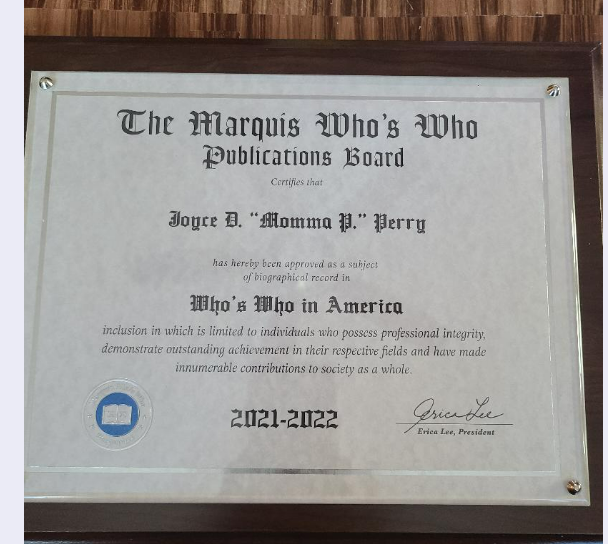 The Marquis Who's Who
Publications Board
Certifies that
Joyce D. "Momma P." Perry
has hereby been approved as a subject
of biographical record in
Who's Who in America
inclusion in which is limited to individuals who possess professional integrity,
demonstrate outstanding achievement in their respective fields and have made
innumerable contributions to society as a whole.
2021-2022
Erica Lee
Erica Lee, President